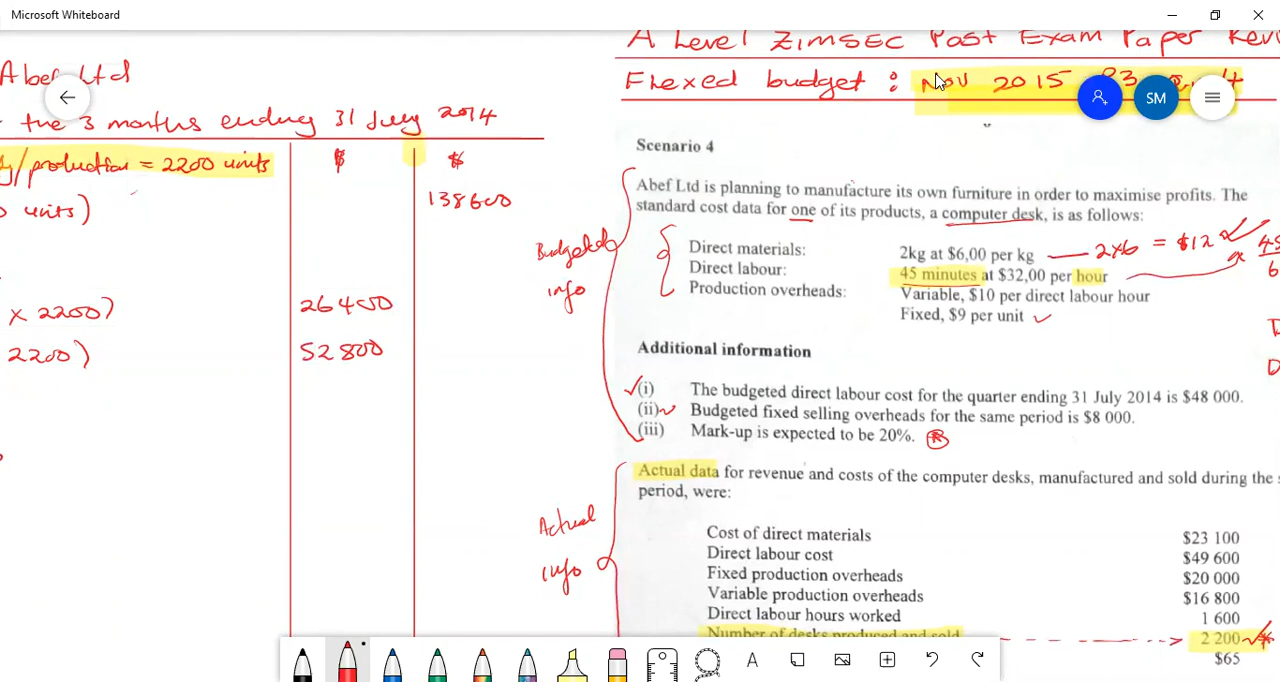 Microsoft Whiteboard
A Level ZIMSEC Past Exam Paper
Flexed budget : Nov 2015
SM
Abef Ltd
the 3 months ending 31 July 2014
/production = 2200 units
$ $
units)
138600
x 2200)
26400
2200)
52800
Scenario 4
Abef Ltd is planning to manufacture its own furniture in order to maximise profits. The
standard cost data for one of its products, a computer desk, is as follows:
Budgeted
info
Direct materials: 2kg at $6,00 per kg
2x6 = $12
Direct labour: 45 minutes at $32,00 per hour
Production overheads: Variable, $10 per direct labour hour
Fixed, $9 per unit
Additional information
(i) The budgeted direct labour cost for the quarter ending 31 July 2014 is $48 000.
(ii) Budgeted fixed selling overheads for the same period is $8 000.
(iii) Mark-up is expected to be 20%.
Actual data for revenue and costs of the computer desks, manufactured and sold during the
period, were:
Actual
info
Cost of direct materials $23 100
Direct labour cost $49 600
Fixed production overheads $20 000
Variable production overheads $16 800
Direct labour hours worked 1 600
Number of desks produced and sold 2 200
$65